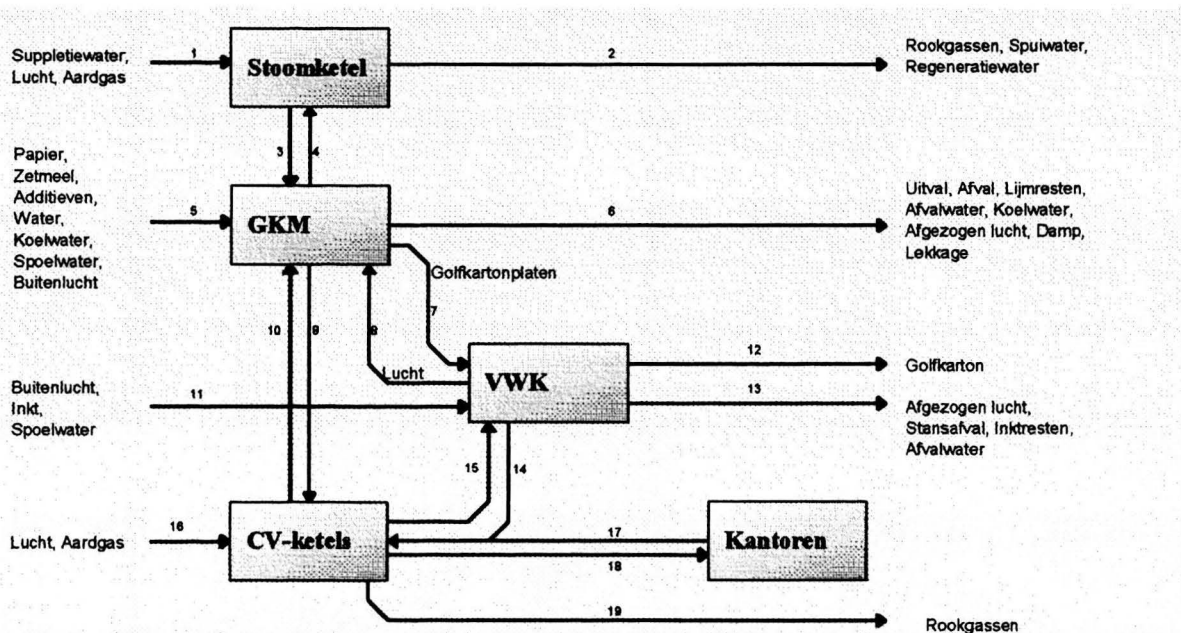 Suppletiewater,
Lucht, Aardgas
1
Stoomketel
2
Rookgassen, Spuiwater,
Regeneratiewater
3
4
Papier,
Zetmeel,
Additieven,
Water,
Koelwater,
Spoelwater,
Buitenlucht
5
GKM
6
Uitval, Afval, Lijmresten,
Afvalwater, Koelwater,
Afgezogen lucht, Damp,
Lekkage
Golfkartonplaten
7
8
9
10
Lucht
VWK
12
Golfkarton
13
Afgezogen lucht,
Stansafval, Inktresten,
Afvalwater
Buitenlucht,
Inkt,
Spoelwater
11
15
14
Lucht, Aardgas
16
CV-ketels
17
18
Kantoren
19
Rookgassen